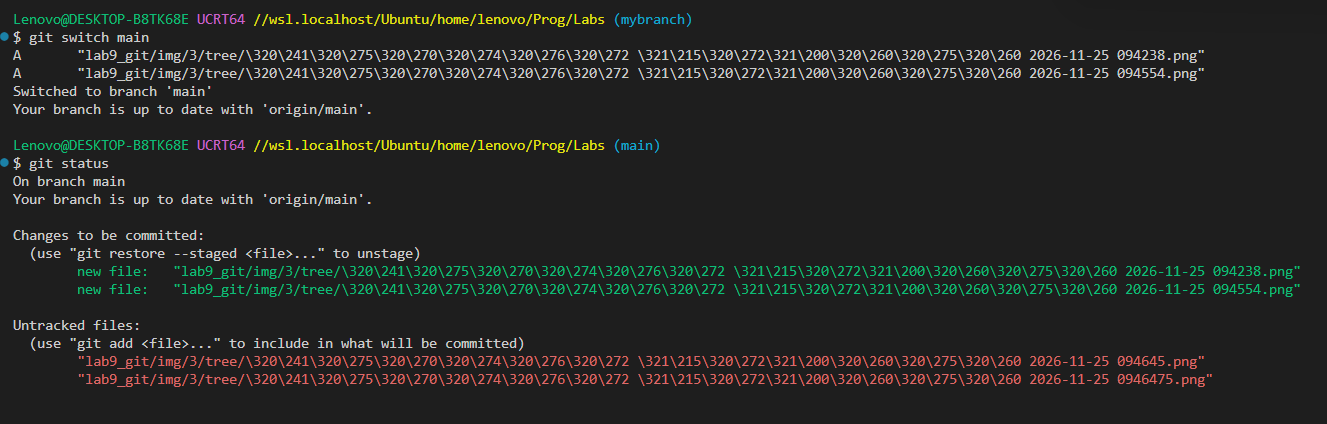 Lenovo@DESKTOP-B8TK68E UCRT64 //wsl.localhost/Ubuntu/home/lenovo/Prog/Labs (mybranch)
$ git switch main
A       "lab9_git/img/3/tree/\320\241\320\275\320\270\320\274\320\276\320\272 \321\215\320\272\321\200\320\260\320\275\320\260 2026-11-25 094238.png"
A       "lab9_git/img/3/tree/\320\241\320\275\320\270\320\274\320\276\320\272 \321\215\320\272\321\200\320\260\320\275\320\260 2026-11-25 094554.png"
Switched to branch 'main'
Your branch is up to date with 'origin/main'.
Lenovo@DESKTOP-B8TK68E UCRT64 //wsl.localhost/Ubuntu/home/lenovo/Prog/Labs (main)
$ git status
On branch main
Your branch is up to date with 'origin/main'.
Changes to be committed:
  (use "git restore --staged <file>..." to unstage)
        new file:   "lab9_git/img/3/tree/\320\241\320\275\320\270\320\274\320\276\320\272 \321\215\320\272\321\200\320\260\320\275\320\260 2026-11-25 094238.png"
        new file:   "lab9_git/img/3/tree/\320\241\320\275\320\270\320\274\320\276\320\272 \321\215\320\272\321\200\320\260\320\275\320\260 2026-11-25 094554.png"
Untracked files:
  (use "git add <file>..." to include in what will be committed)
        "lab9_git/img/3/tree/\320\241\320\275\320\270\320\274\320\276\320\272 \321\215\320\272\321\200\320\260\320\275\320\260 2026-11-25 094645.png"
        "lab9_git/img/3/tree/\320\241\320\275\320\270\320\274\320\276\320\272 \321\215\320\272\321\200\320\260\320\275\320\260 2026-11-25 0946475.png"